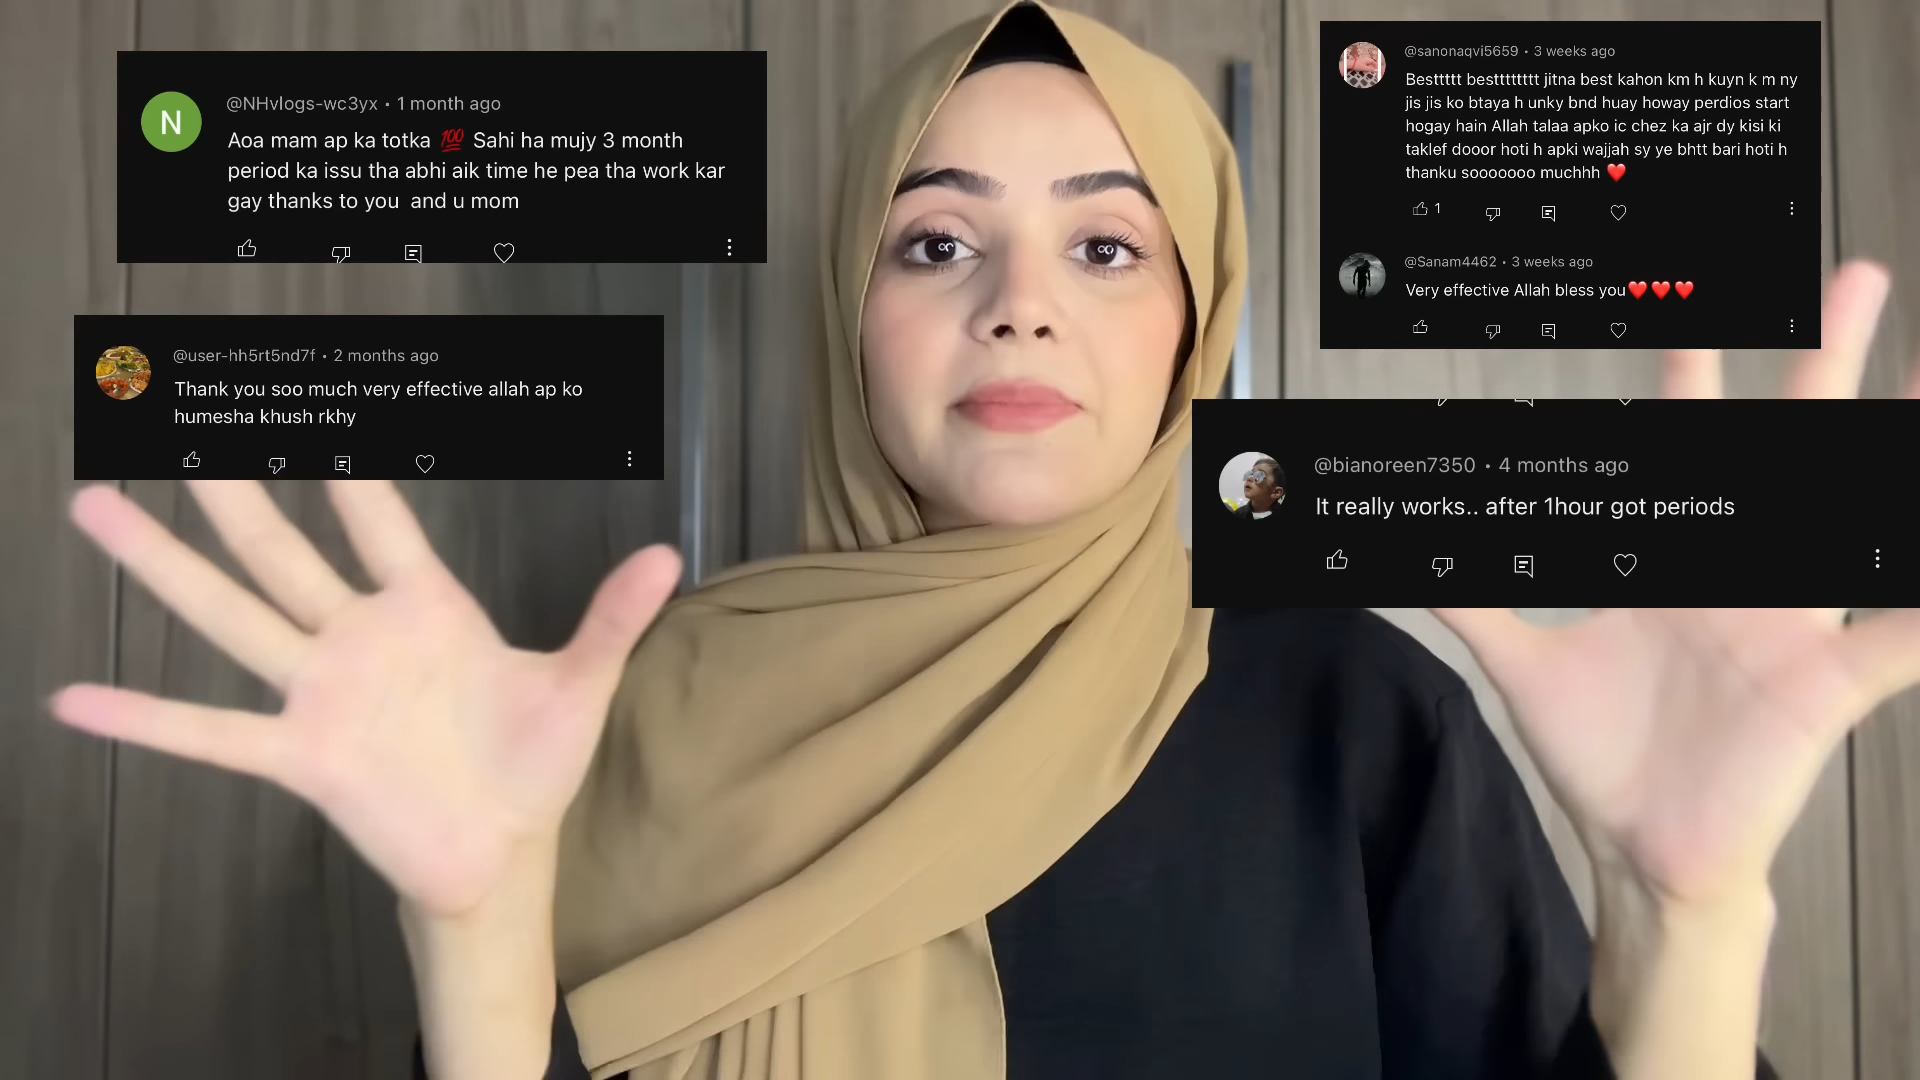 @NHvlogs-wc3yx • 1 month ago
Aoa mam ap ka totka 💯 Sahi ha mujy 3 month
period ka issu tha abhi aik time he pea tha work kar
gay thanks to you and u mom
N
@user-hh5rt5nd7f • 2 months ago
Thank you soo much very effective allah ap ko
humesha khush rkhy
@sanonaqvi5659 • 3 weeks ago
Besttttt bestttttttt jitna best kahon km h kuyn k m ny
jis jis ko btaya h unky bnd huay howay perdios start
hogay hain Allah talaa apko ic chez ka ajr dy kisi ki
taklef dooor hoti h apki wajjah sy ye bhtt bari hoti h
thanku sooooooo muchhh ❤️
1
@Sanam4462 • 3 weeks ago
Very effective Allah bless you❤️❤️❤️
@bianoreen7350 • 4 months ago
It really works.. after 1hour got periods